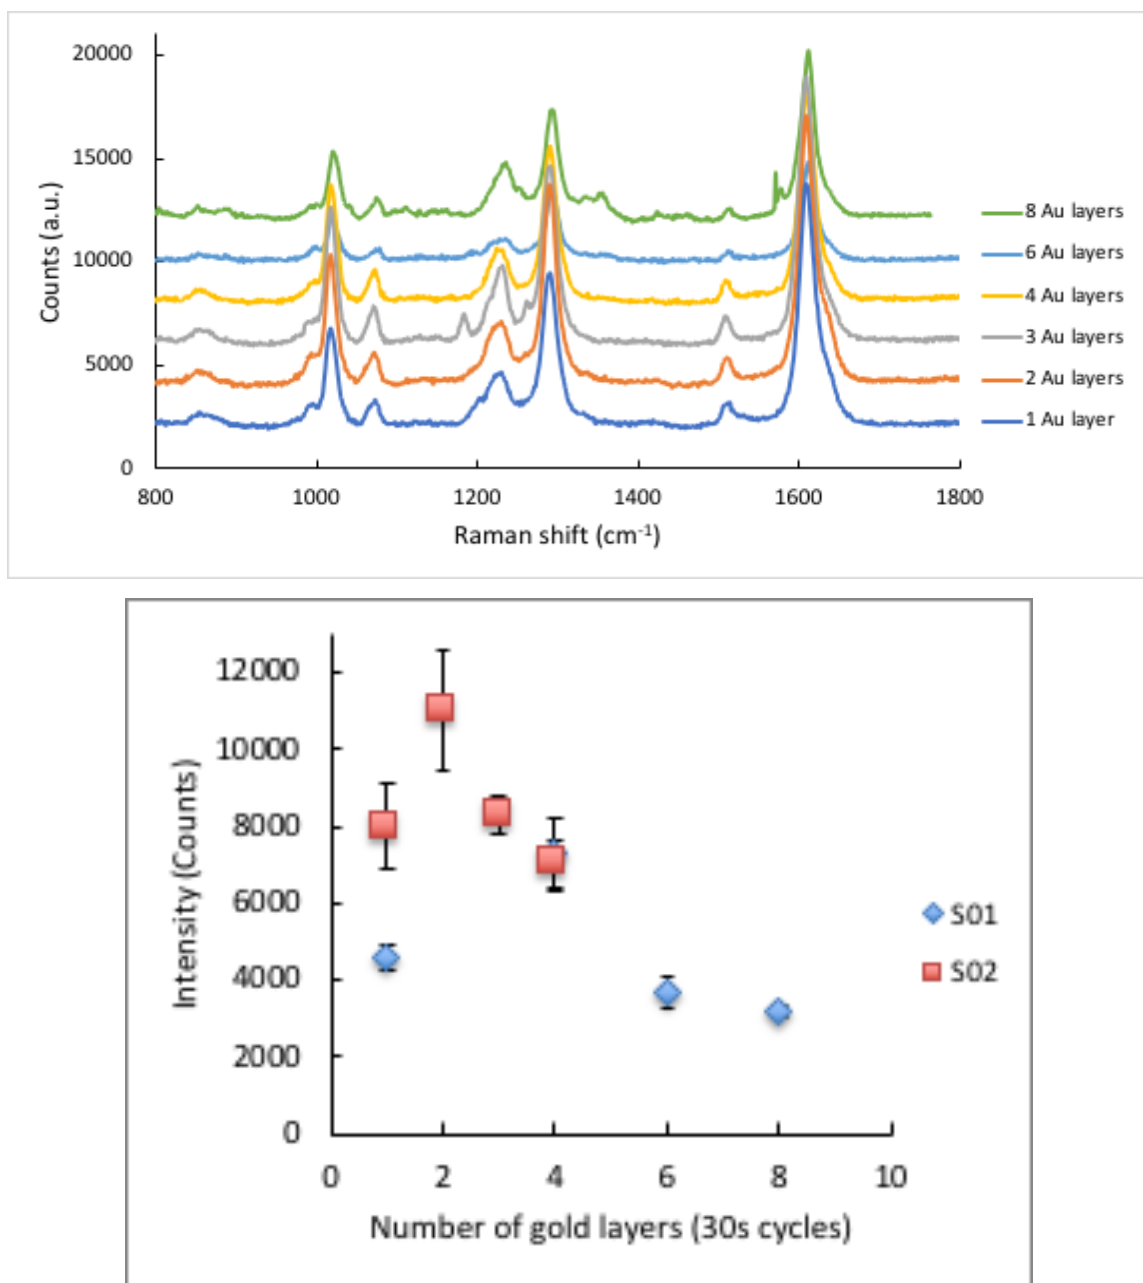 20000
15000
10000
5000
0
Counts (a.u.)
800
1000
1200
1400
1600
1800
Raman shift (cm⁻¹)
8 Au layers
6 Au layers
4 Au layers
3 Au layers
2 Au layers
1 Au layer
12000
10000
8000
6000
4000
2000
0
Intensity (Counts)
0
2
4
6
8
10
Number of gold layers (30s cycles)
S01
S02